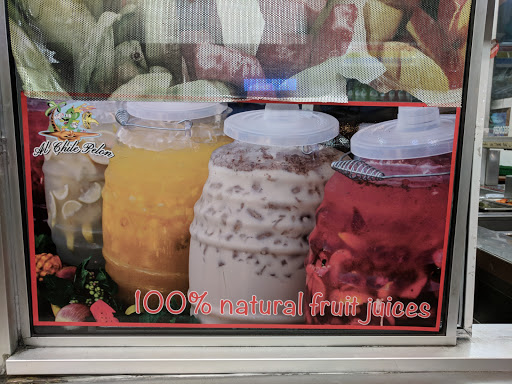 Al Chile Pelon
100% natural fruit juices